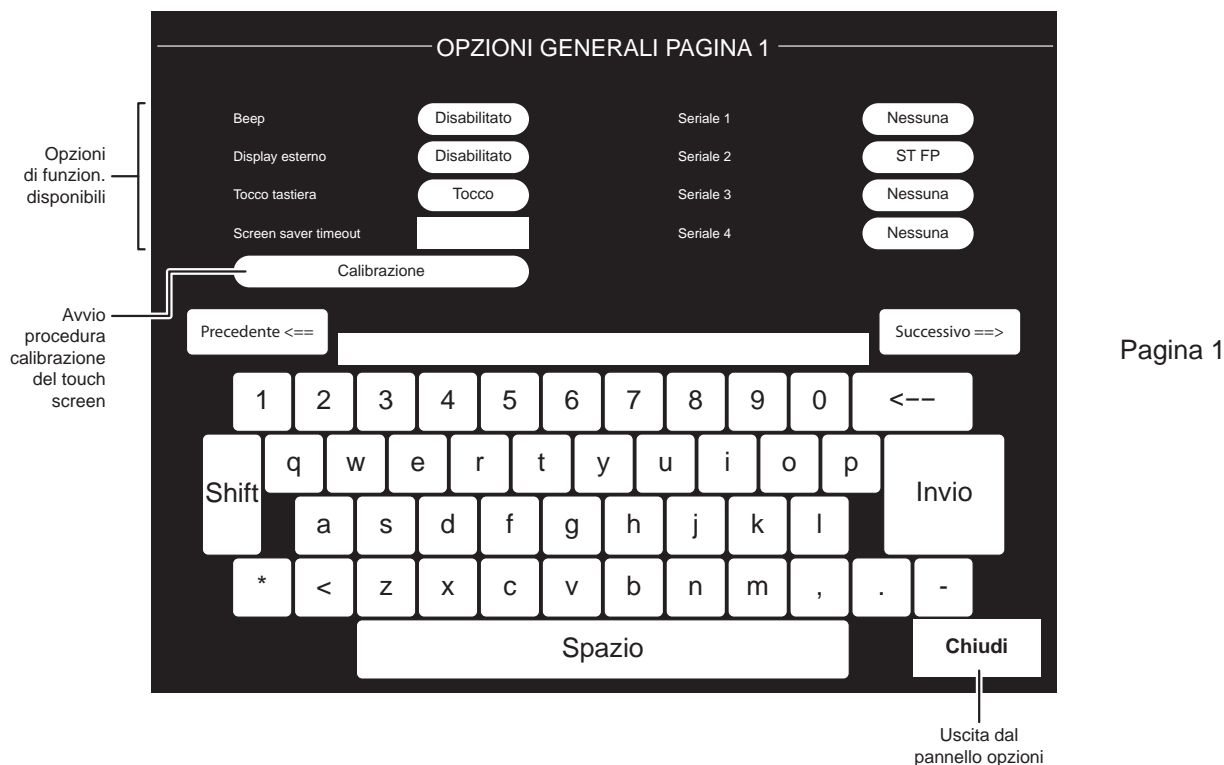 OPZIONI GENERALI PAGINA 1
Opzioni
di funzion.
disponibili
Beep Disabilitato Seriale 1 Nessuna
Display esterno Disabilitato Seriale 2 ST FP
Tocco tastiera Tocco Seriale 3 Nessuna
Screen saver timeout Seriale 4 Nessuna
Calibrazione
Avvio
procedura
calibrazione
del touch
screen
Precedente <== Successivo ==>
Pagina 1
1 2 3 4 5 6 7 8 9 0 <--
q w e r t y u i o p
Shift Invio
a s d f g h j k l
* < z x c v b n m , . -
Spazio
Chiudi
Uscita dal
pannello opzioni